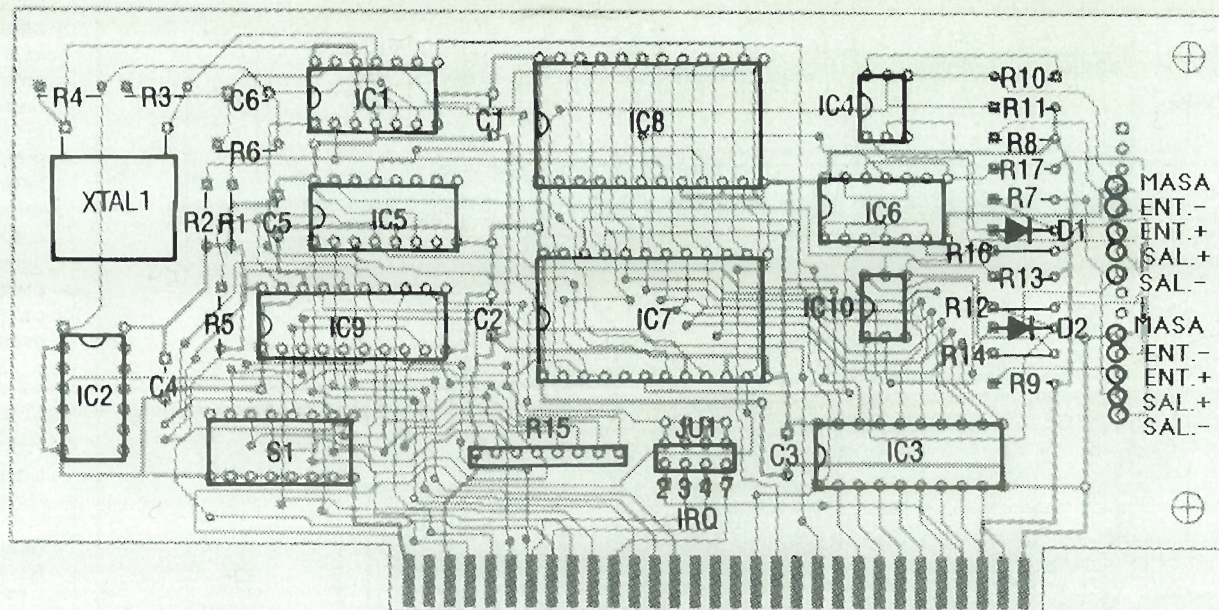 R4
R3
C6
IC1
C1
IC8
IC4
R10
R11
R6
R8
R17
MASA
XTAL1
R2
R1
C5
IC5
IC6
R7
ENT.-
D1
ENT.+
R16
SAL.+
R13
SAL.-
R5
IC9
C2
IC7
IC10
R12
MASA
D2
R14
ENT.-
IC2
C4
R9
ENT.+
SAL.+
S1
R15
JU1
C3
IC3
SAL.-
2 3 4 7
IRQ